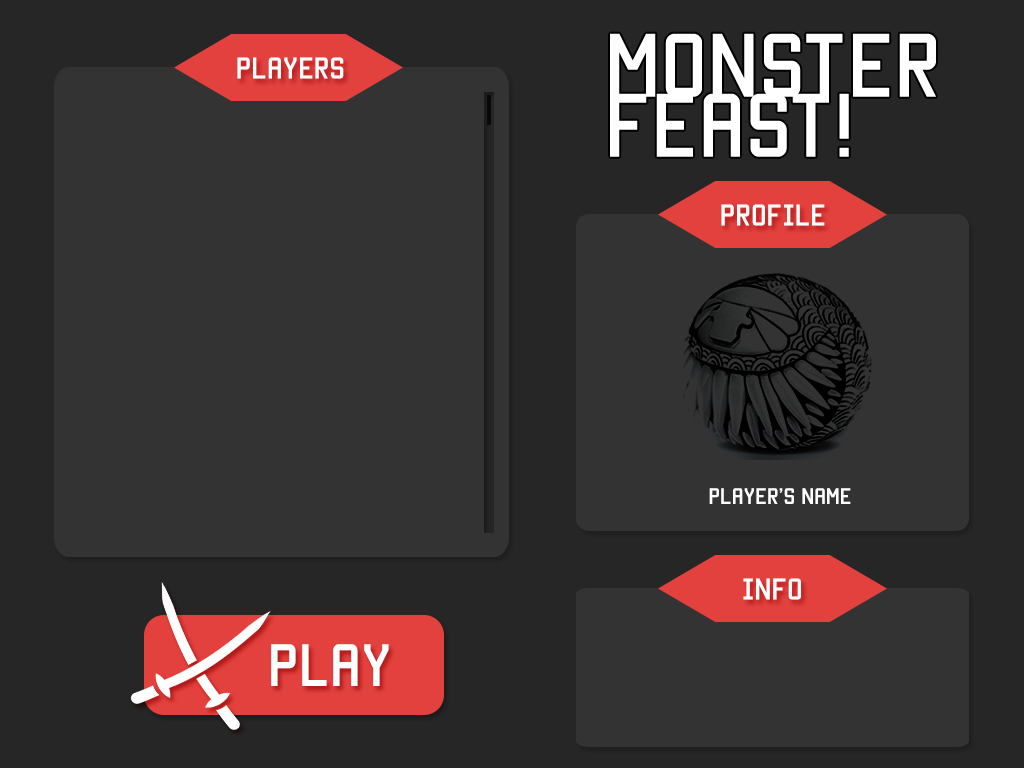 PLAYERS
MONSTER
FEAST!
PROFILE
PLAYER'S NAME
INFO
PLAY